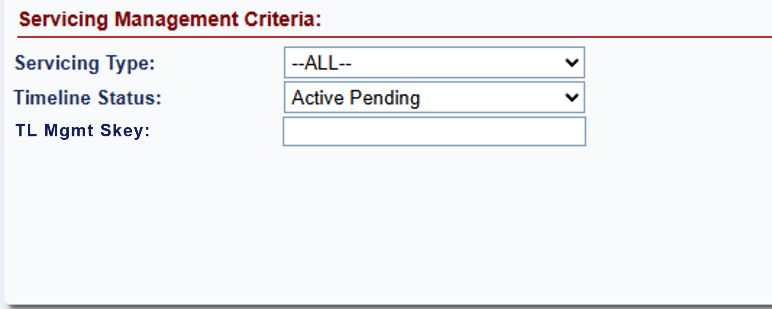 Servicing Management Criteria:
Servicing Type: --ALL--
Timeline Status: Active Pending
TL Mgmt Skey: